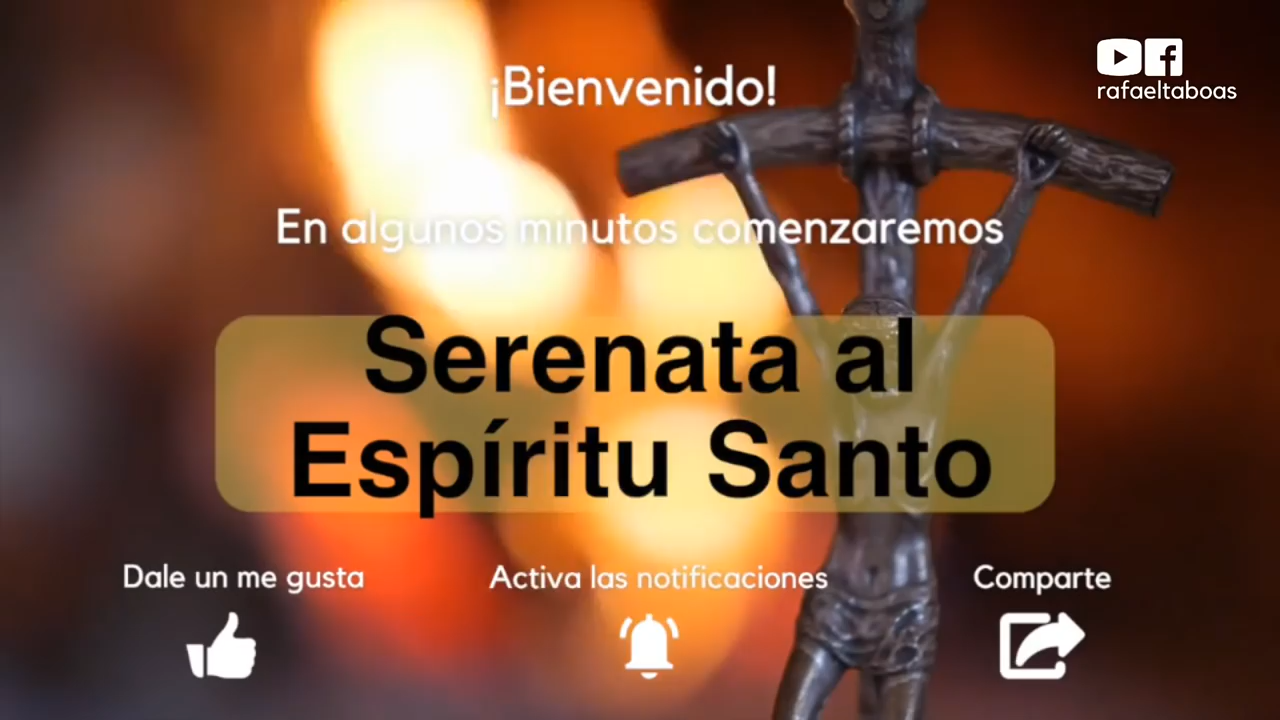 ¡Bienvenido!
rafaeltaboas
En algunos minutos comenzaremos
Serenata al
Espíritu Santo
Dale un me gusta
Activa las notificaciones
Comparte